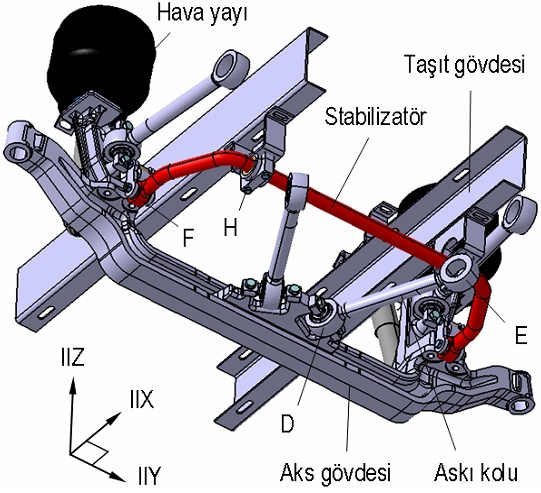 Hava yayı
Taşıt gövdesi
Stabilizatör
F
H
E
D
IIZ
IIX
IIY
Aks gövdesi
Askı kolu